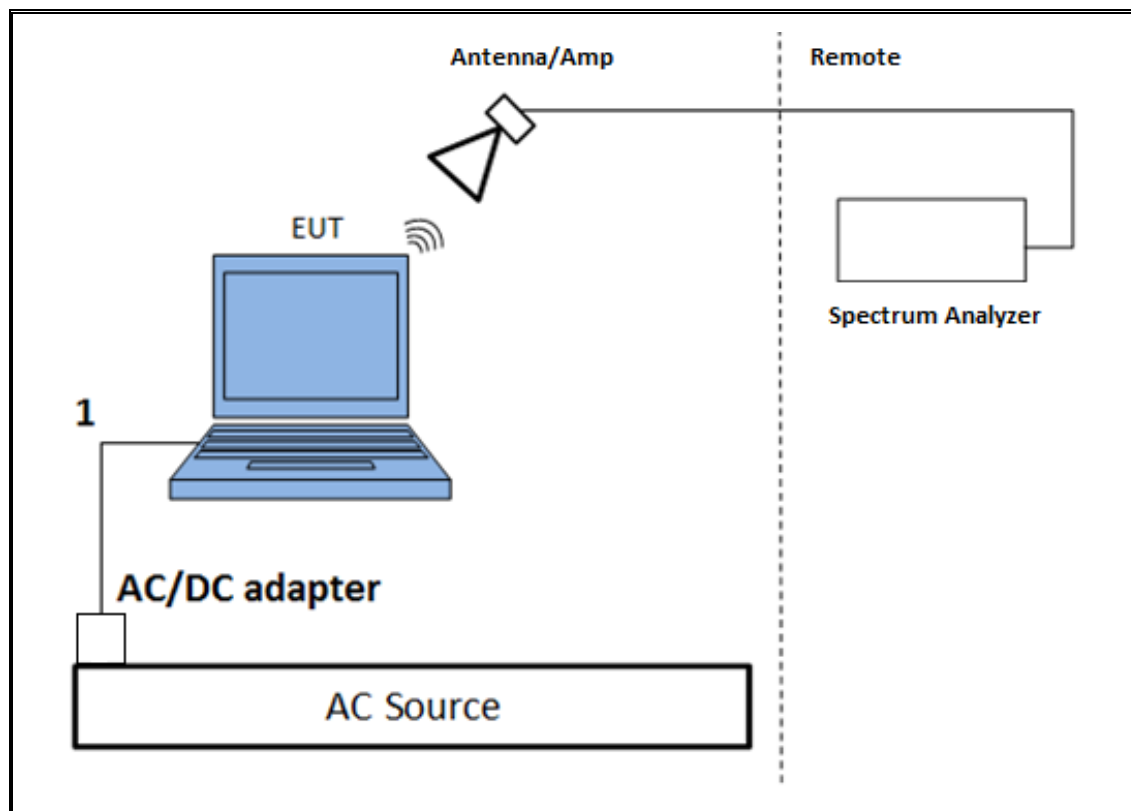 Antenna/Amp
Remote
EUT
Spectrum Analyzer
1
AC/DC adapter
AC Source